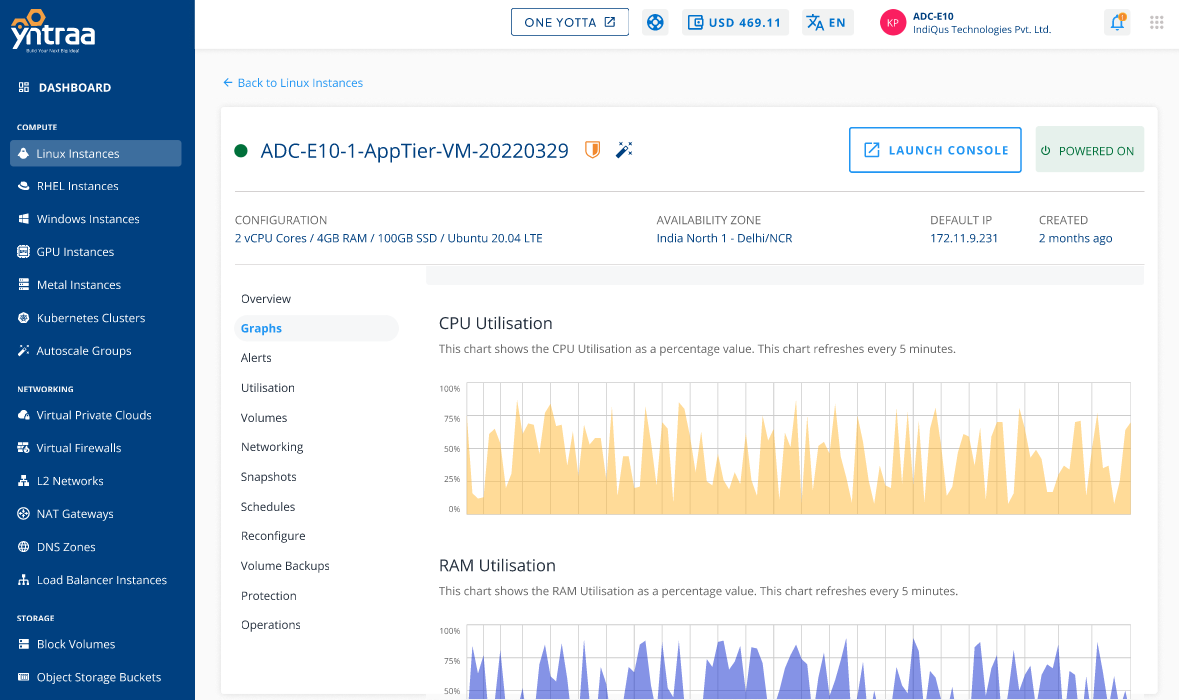 yntraa
Build Your Next Big Idea!
ONE YOTTA
USD 469.11
EN
KP
ADC-E10
IndiQus Technologies Pvt. Ltd.
DASHBOARD
COMPUTE
Linux Instances
RHEL Instances
Windows Instances
GPU Instances
Metal Instances
Kubernetes Clusters
Autoscale Groups
NETWORKING
Virtual Private Clouds
Virtual Firewalls
L2 Networks
NAT Gateways
DNS Zones
Load Balancer Instances
STORAGE
Block Volumes
Object Storage Buckets
← Back to Linux Instances
ADC-E10-1-AppTier-VM-20220329
LAUNCH CONSOLE
POWERED ON
CONFIGURATION
2 vCPU Cores / 4GB RAM / 100GB SSD / Ubuntu 20.04 LTE
AVAILABILITY ZONE
India North 1 - Delhi/NCR
DEFAULT IP
172.11.9.231
CREATED
2 months ago
Overview
Graphs
Alerts
Utilisation
Volumes
Networking
Snapshots
Schedules
Reconfigure
Volume Backups
Protection
Operations
CPU Utilisation
This chart shows the CPU Utilisation as a percentage value. This chart refreshes every 5 minutes.
100%
75%
50%
25%
0%
RAM Utilisation
This chart shows the RAM Utilisation as a percentage value. This chart refreshes every 5 minutes.
100%
75%
50%